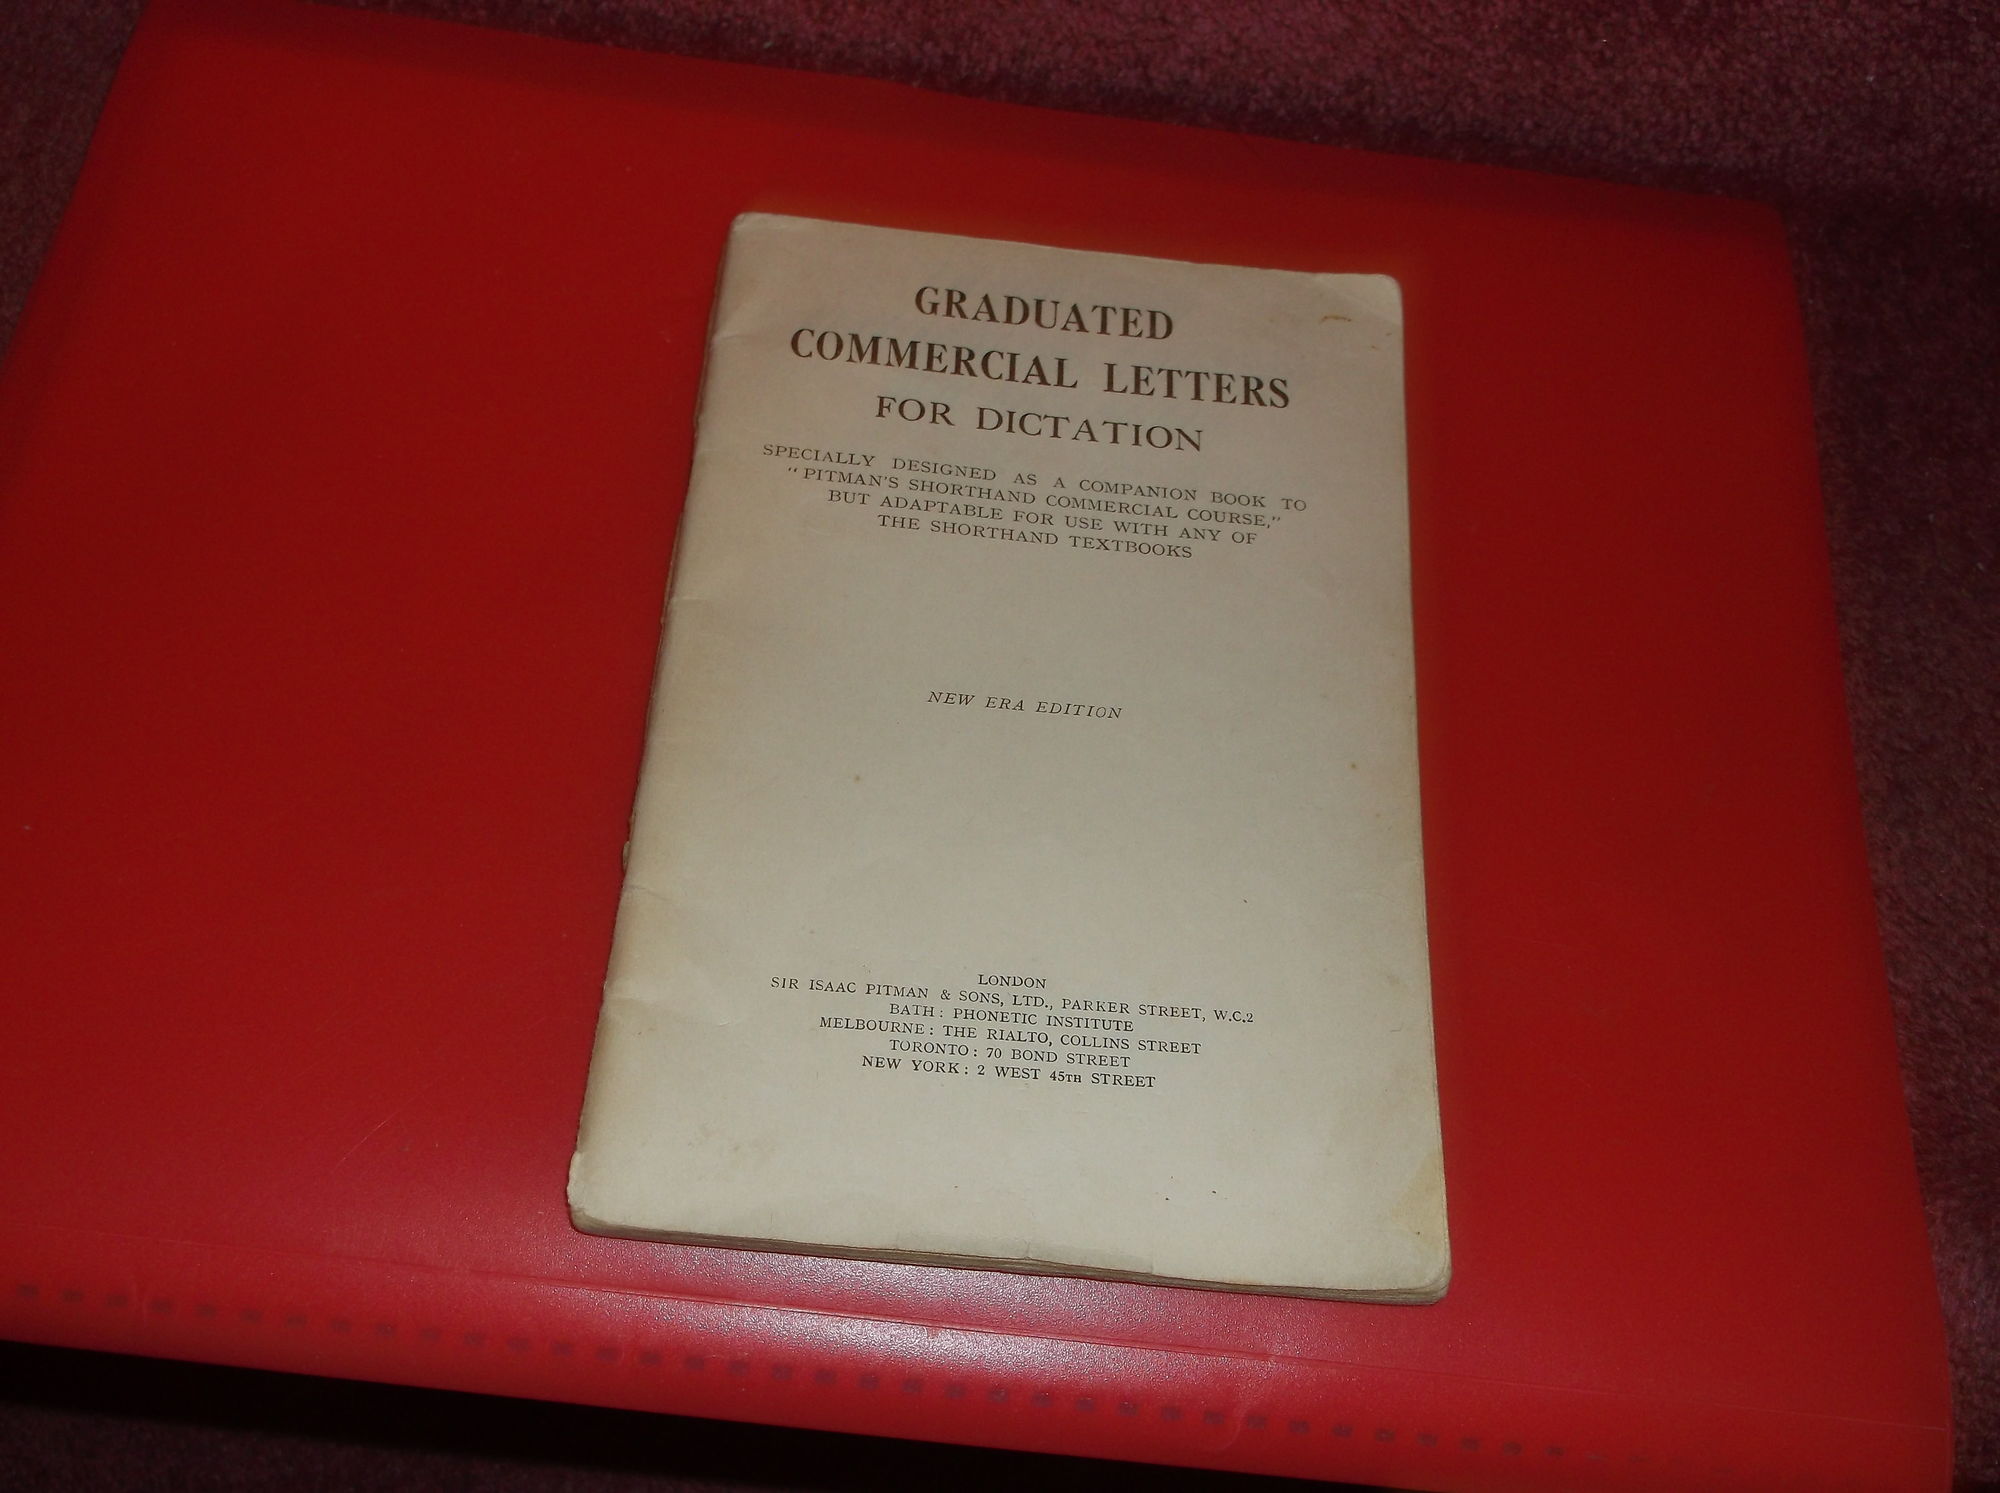 GRADUATED
COMMERCIAL LETTERS
FOR DICTATION
SPECIALLY DESIGNED AS A COMPANION BOOK TO
"PITMAN'S SHORTHAND COMMERCIAL COURSE,"
BUT ADAPTABLE FOR USE WITH ANY OF
THE SHORTHAND TEXTBOOKS
NEW ERA EDITION
LONDON
SIR ISAAC PITMAN & SONS, LTD., PARKER STREET, W.C.2
BATH: PHONETIC INSTITUTE
MELBOURNE: THE RIALTO, COLLINS STREET
TORONTO: 70 BOND STREET
NEW YORK: 2 WEST 45TH STREET